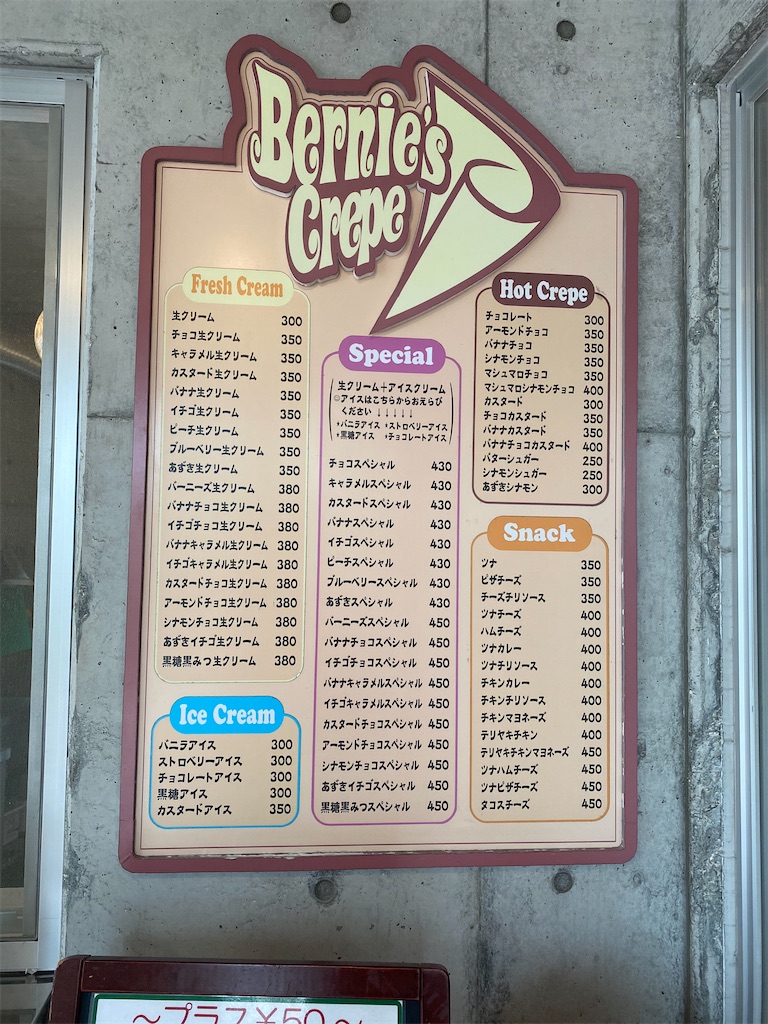 Bernie's
Crepe
Fresh Cream
生クリーム 300
チョコ生クリーム 350
キャラメル生クリーム 350
カスタード生クリーム 350
バナナ生クリーム 350
イチゴ生クリーム 350
ピーチ生クリーム 350
ブルーベリー生クリーム 350
あずき生クリーム 350
バーニーズ生クリーム 380
バナナチョコ生クリーム 380
イチゴチョコ生クリーム 380
バナナキャラメル生クリーム 380
イチゴキャラメル生クリーム 380
カスタードチョコ生クリーム 380
アーモンドチョコ生クリーム 380
シナモンチョコ生クリーム 380
あずきイチゴ生クリーム 380
黒糖黒みつ生クリーム 380
Ice Cream
バニラアイス 300
ストロベリーアイス 300
チョコレートアイス 300
黒糖アイス 300
カスタードアイス 350
Special
生クリーム+アイスクリーム
☺アイスはこちらからおえらび
ください ↓↓↓↓↓
・バニラアイス ・ストロベリーアイス
・黒糖アイス ・チョコレートアイス
チョコスペシャル 430
キャラメルスペシャル 430
カスタードスペシャル 430
バナナスペシャル 430
イチゴスペシャル 430
ピーチスペシャル 430
ブルーベリースペシャル 430
あずきスペシャル 430
バーニーズスペシャル 450
バナナチョコスペシャル 450
イチゴチョコスペシャル 450
バナナキャラメルスペシャル 450
イチゴキャラメルスペシャル 450
カスタードチョコスペシャル 450
アーモンドチョコスペシャル 450
シナモンチョコスペシャル 450
あずきイチゴスペシャル 450
黒糖黒みつスペシャル 450
Hot Crepe
チョコレート 300
アーモンドチョコ 350
バナナチョコ 350
シナモンチョコ 350
マシュマロチョコ 350
マシュマロシナモンチョコ 400
カスタード 300
チョコカスタード 350
バナナカスタード 350
バナナチョコカスタード 400
バターシュガー 250
シナモンシュガー 250
あずきシナモン 300
Snack
ツナ 350
ピザチーズ 350
チーズチリソース 350
ツナチーズ 400
ハムチーズ 400
ツナカレー 400
ツナチリソース 400
チキンカレー 400
チキンチリソース 400
チキンマヨネーズ 400
テリヤキチキン 400
テリヤキチキンマヨネーズ 450
ツナハムチーズ 450
ツナピザチーズ 450
タコスチーズ 450
～プラス¥50～